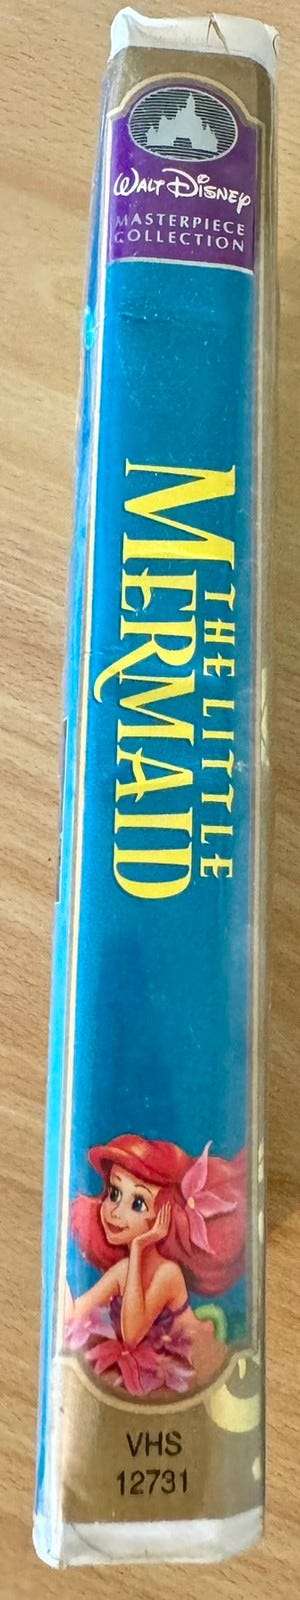 WALT DISNEY
MASTERPIECE
COLLECTION
THE LITTLE
MERMAID
VHS
12731